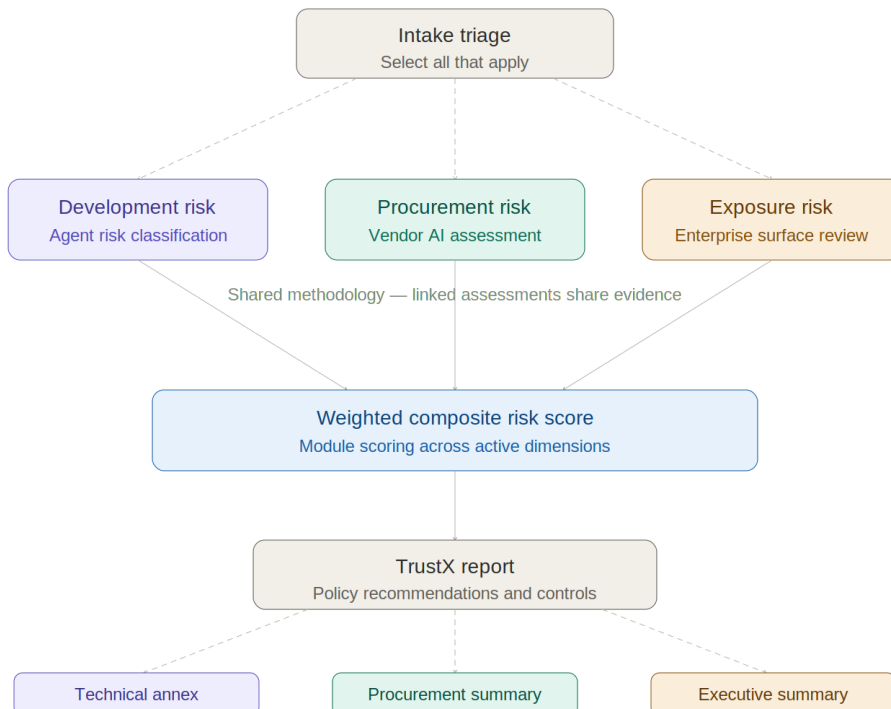 Intake triage
Select all that apply
Development risk
Agent risk classification
Procurement risk
Vendor AI assessment
Exposure risk
Enterprise surface review
Shared methodology — linked assessments share evidence
Weighted composite risk score
Module scoring across active dimensions
TrustX report
Policy recommendations and controls
Technical annex
Procurement summary
Executive summary